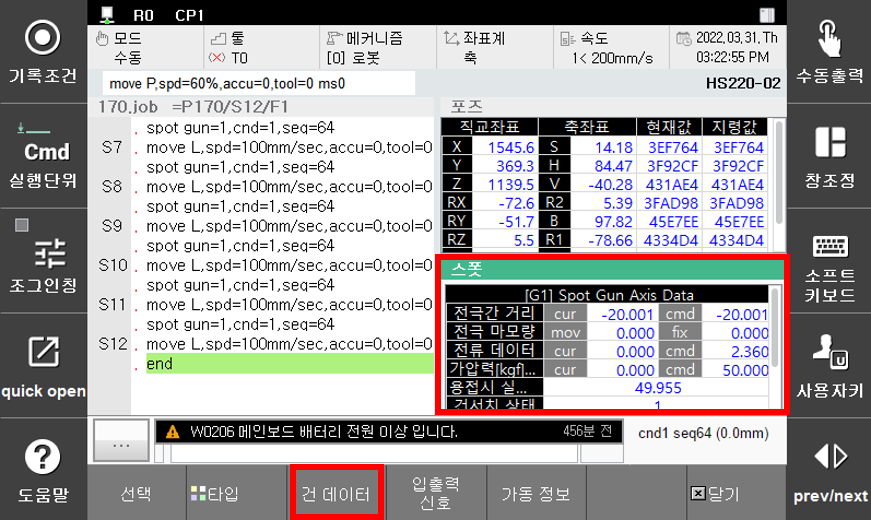 R0 CP1
기록조건
실행단위
Cmd
조그인칭
quick open
도움말
모드
수동
툴
(X) T0
메커니즘
[0] 로봇
좌표계
축
속도
1< 200mm/s
2022.03.31, Th
03:22:55 PM
move P,spd=60%,accu=0,tool=0 ms0
HS220-02
170.job =P170/S12/F1
spot gun=1,cnd=1,seq=64
S7 move L,spd=100mm/sec,accu=0,tool=0
spot gun=1,cnd=1,seq=64
S8 move L,spd=100mm/sec,accu=0,tool=0
spot gun=1,cnd=1,seq=64
S9 move L,spd=100mm/sec,accu=0,tool=0
spot gun=1,cnd=1,seq=64
S10 move L,spd=100mm/sec,accu=0,tool=0
spot gun=1,cnd=1,seq=64
S11 move L,spd=100mm/sec,accu=0,tool=0
spot gun=1,cnd=1,seq=64
S12 move L,spd=100mm/sec,accu=0,tool=0
end
포즈
직교좌표 축좌표 현재값 지령값
X 1545.6 S 14.18 3EF764 3EF764
Y 369.3 H 84.47 3F92CF 3F92CF
Z 1139.5 V -40.28 431AE4 431AE4
RX -72.6 R2 5.39 3FAD98 3FAD98
RY -51.7 B 97.82 45E7EE 45E7EE
RZ 5.5 R1 -78.66 4334D4 4334D4
스폿
[G1] Spot Gun Axis Data
전극간 거리 cur -20.001 cmd -20.001
전극 마모량 mov 0.000 fix 0.000
전류 데이터 cur 0.000 cmd 2.360
가압력[kgf]... cur 0.000 cmd 50.000
용접시 실... 49.955
건서치 상태 1
...
W0206 메인보드 배터리 전원 이상 입니다. 456분 전
cnd1 seq64 (0.0mm)
선택
타입
건 데이터
입출력
신호
가동 정보
닫기
수동출력
창조정
소프트
키보드
사용자키
U
prev/next